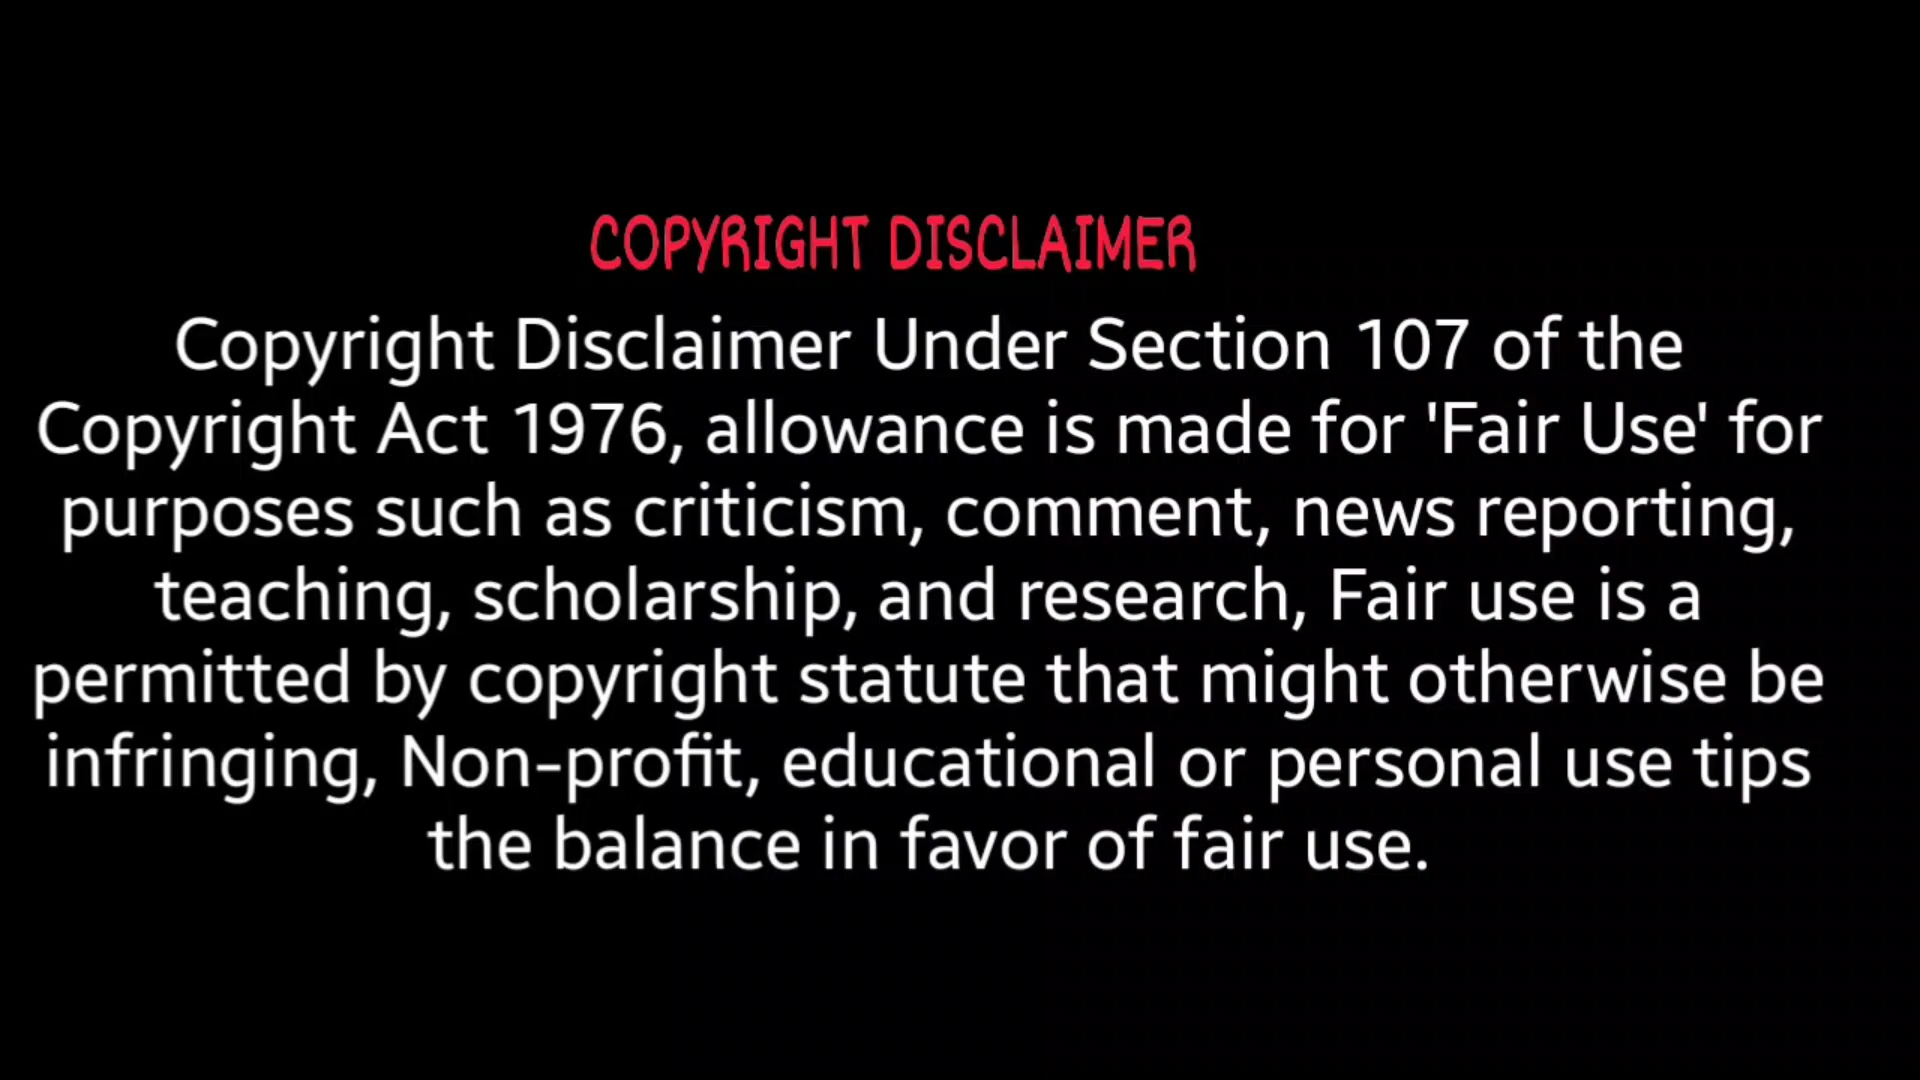 COPYRIGHT DISCLAIMER
Copyright Disclaimer Under Section 107 of the
Copyright Act 1976, allowance is made for 'Fair Use' for
purposes such as criticism, comment, news reporting,
teaching, scholarship, and research, Fair use is a
permitted by copyright statute that might otherwise be
infringing, Non-profit, educational or personal use tips
the balance in favor of fair use.